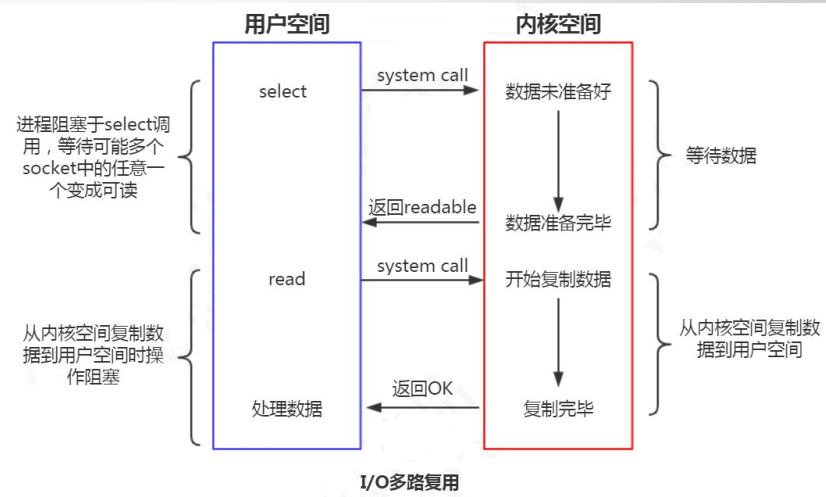 用户空间
内核空间
select
system call
数据未准备好
进程阻塞于select调
用，等待可能多个
socket中的任意一
个变成可读
等待数据
返回readable
数据准备完毕
read
system call
开始复制数据
从内核空间复制数
据到用户空间时操
作阻塞
从内核空间复制数
据到用户空间
处理数据
返回OK
复制完毕
I/O多路复用